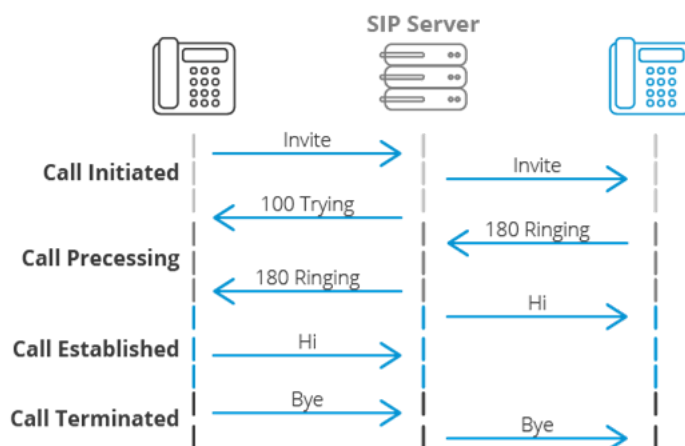 SIP Server
Invite
Call Initiated
Invite
100 Trying
180 Ringing
Call Precessing
180 Ringing
Hi
Call Established
Hi
Bye
Call Terminated
Bye